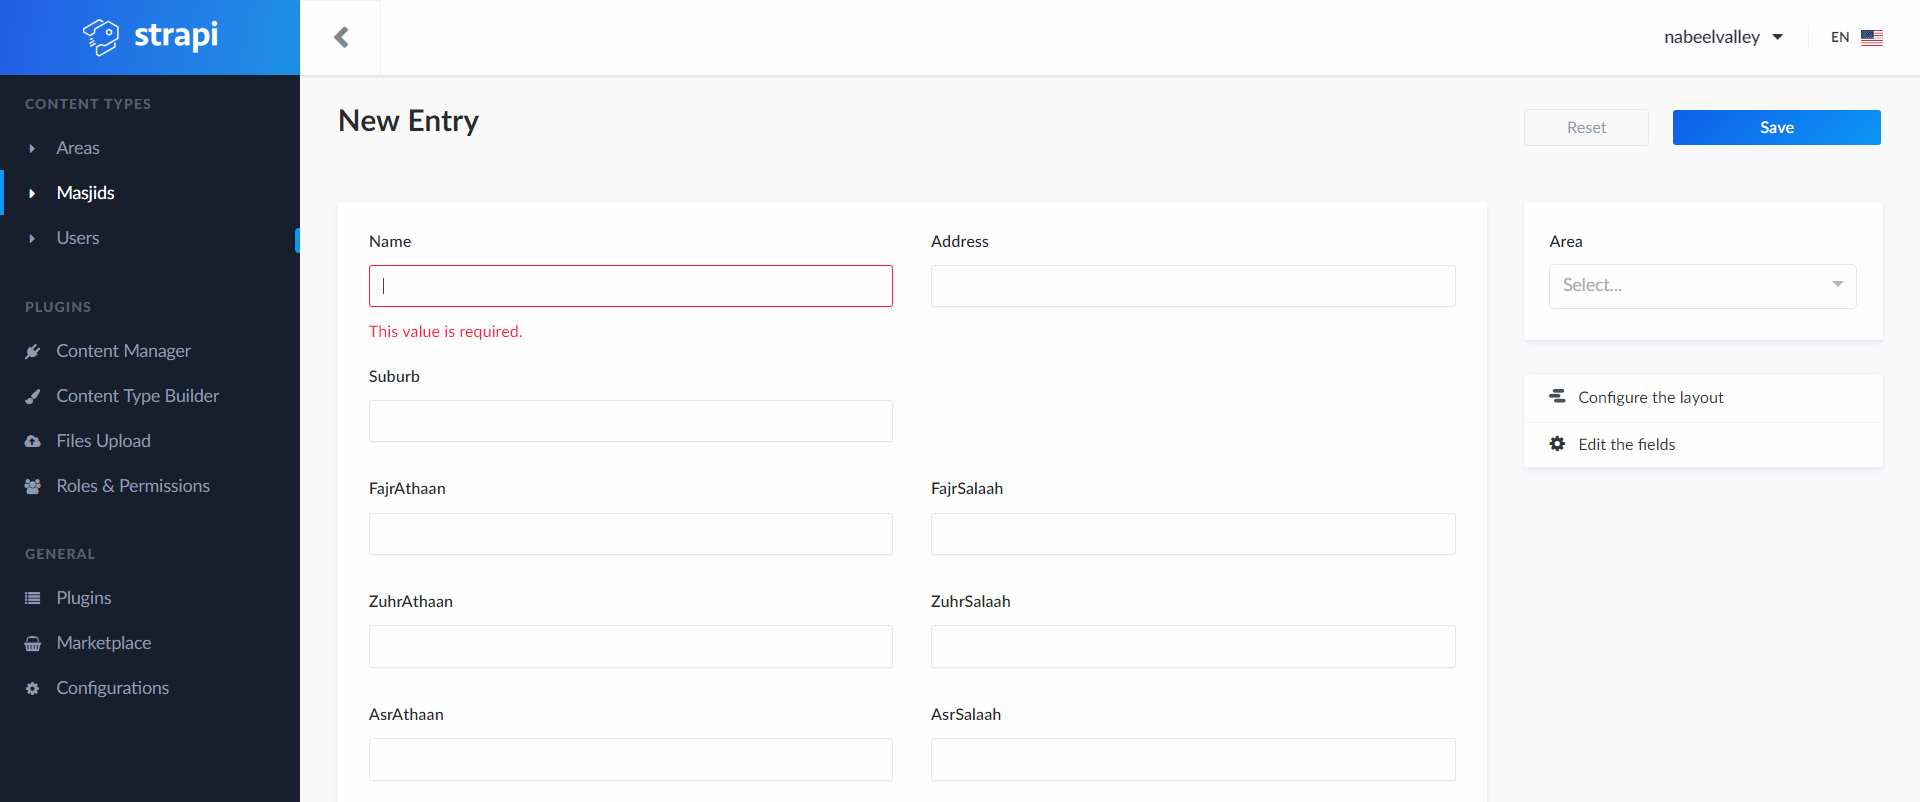 strapi
nabeelvalley
EN
CONTENT TYPES
Areas
Masjids
Users
PLUGINS
Content Manager
Content Type Builder
Files Upload
Roles & Permissions
GENERAL
Plugins
Marketplace
Configurations
New Entry
Reset
Save
Name
Address
This value is required.
Suburb
FajrAthaan
FajrSalaah
ZuhrAthaan
ZuhrSalaah
AsrAthaan
AsrSalaah
Area
Select...
Configure the layout
Edit the fields